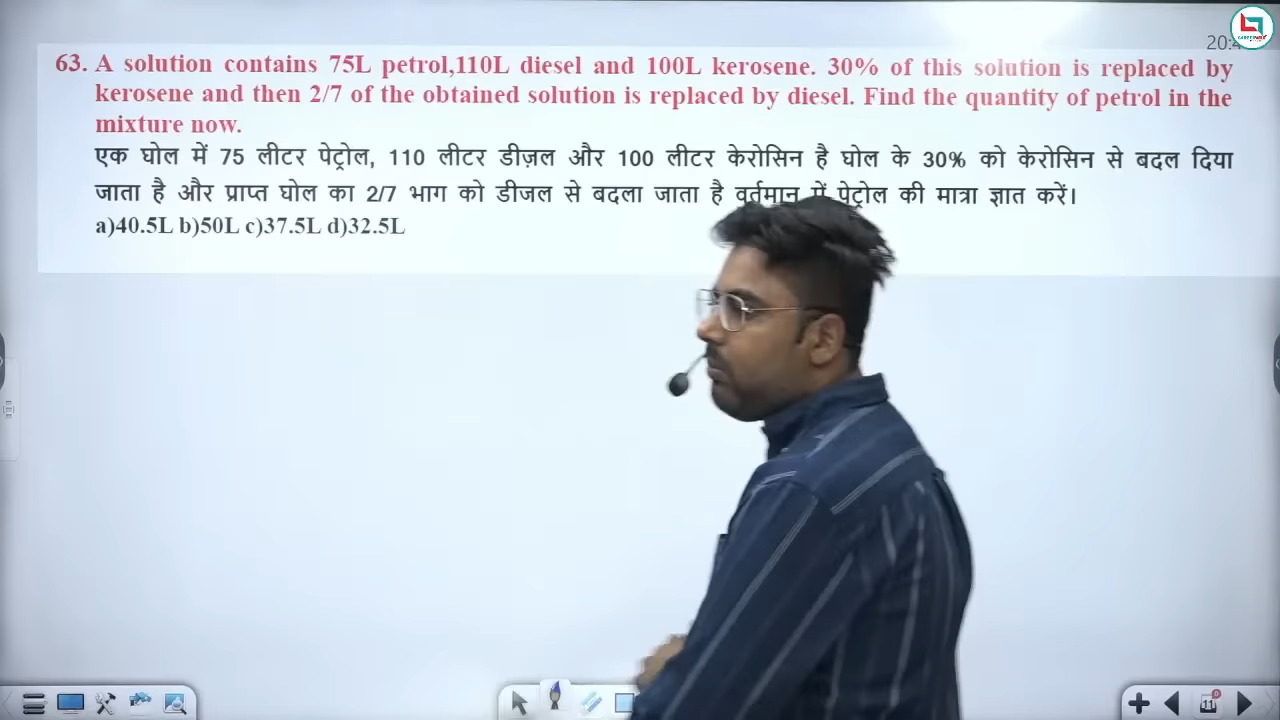 63. A solution contains 75L petrol,110L diesel and 100L kerosene. 30% of this solution is replaced by
kerosene and then 2/7 of the obtained solution is replaced by diesel. Find the quantity of petrol in the
mixture now.
एक घोल में 75 लीटर पेट्रोल, 110 लीटर डीज़ल और 100 लीटर केरोसिन है घोल के 30% को केरोसिन से बदल दिया
जाता है और प्राप्त घोल का 2/7 भाग को डीजल से बदला जाता है वर्तमान में पेट्रोल की मात्रा ज्ञात करें।
a)40.5L b)50L c)37.5L d)32.5L